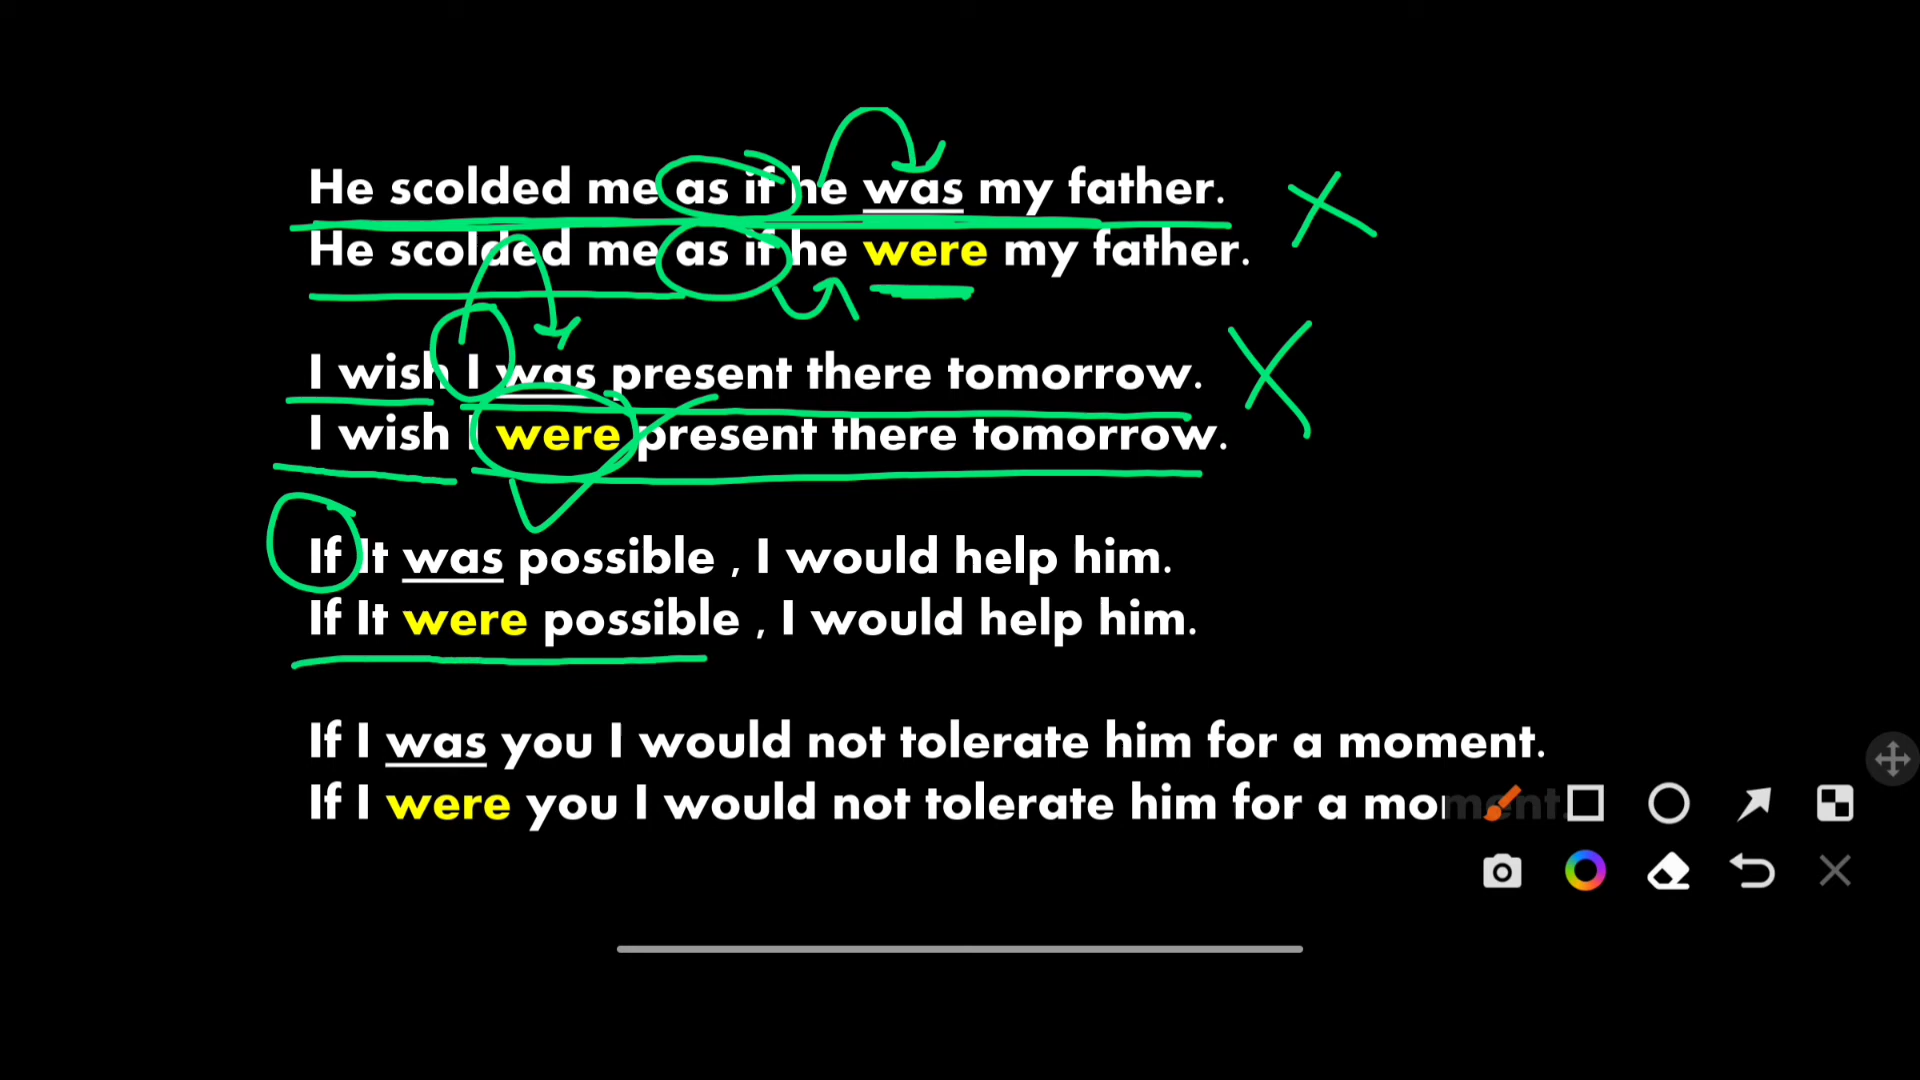 He scolded me as if he was my father.
He scolded me as if he were my father.
I wish I was present there tomorrow.
I wish I were present there tomorrow.
If It was possible , I would help him.
If It were possible , I would help him.
If I was you I would not tolerate him for a moment.
If I were you I would not tolerate him for a moment.